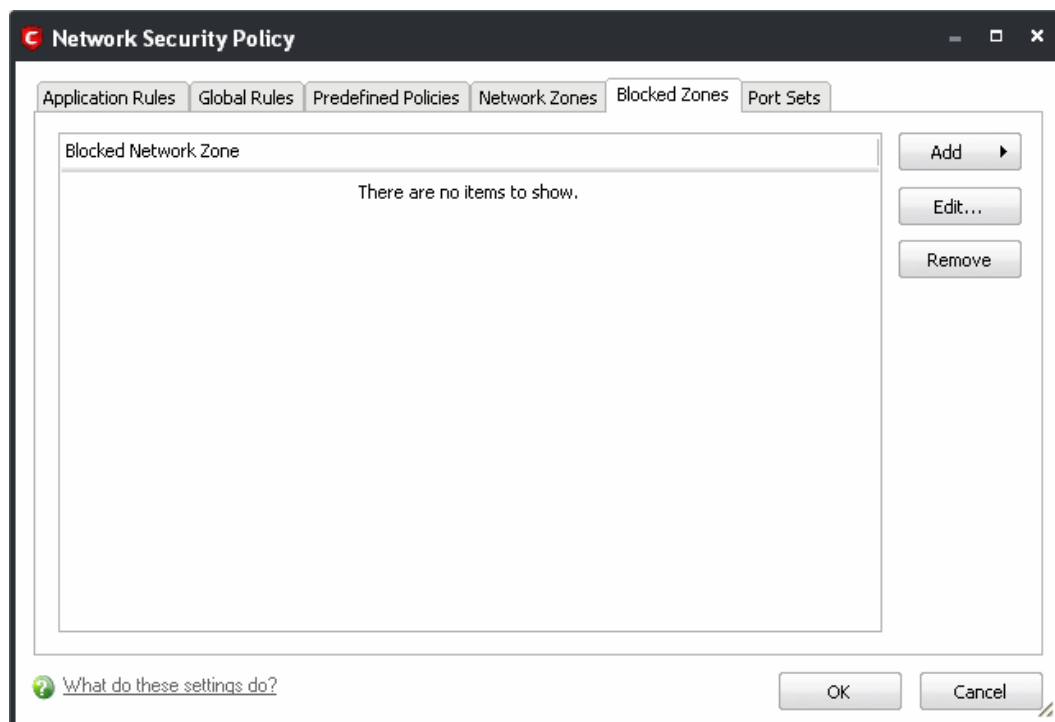 Network Security Policy
Application Rules Global Rules Predefined Policies Network Zones Blocked Zones Port Sets
Blocked Network Zone
There are no items to show.
Add
Edit...
Remove
What do these settings do?
OK Cancel